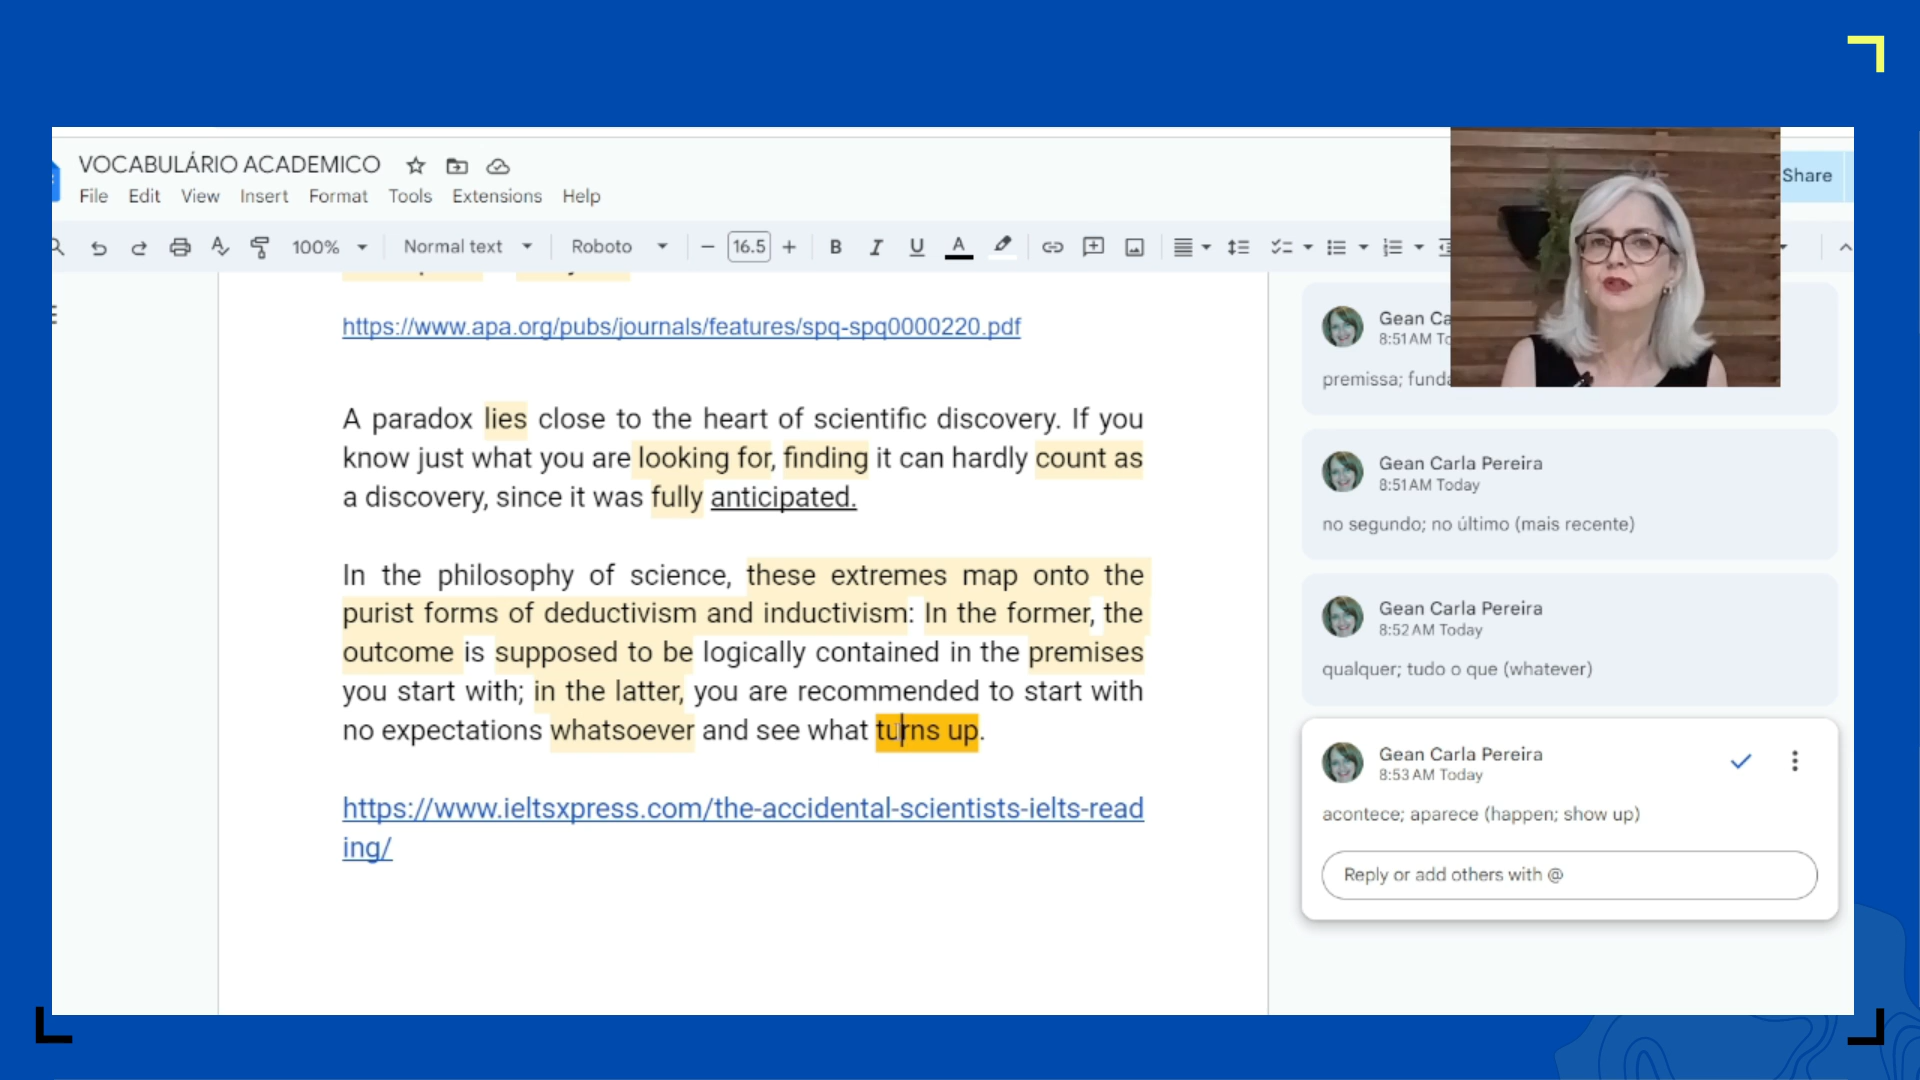 VOCABULÁRIO ACADEMICO
File Edit View Insert Format Tools Extensions Help
Share
100% Normal text Roboto 16.5 B I U A
https://www.apa.org/pubs/journals/features/spq-spq0000220.pdf
A paradox lies close to the heart of scientific discovery. If you
know just what you are looking for, finding it can hardly count as
a discovery, since it was fully anticipated.
In the philosophy of science, these extremes map onto the
purist forms of deductivism and inductivism: In the former, the
outcome is supposed to be logically contained in the premises
you start with; in the latter, you are recommended to start with
no expectations whatsoever and see what turns up.
https://www.ieltsxpress.com/the-accidental-scientists-ielts-read
ing/
Gean
8:51 AM
premissa;
Gean Carla Pereira
8:51 AM Today
no segundo; no último (mais recente)
Gean Carla Pereira
8:52 AM Today
qualquer; tudo o que (whatever)
Gean Carla Pereira
8:53 AM Today
acontece; aparece (happen; show up)
Reply or add others with @